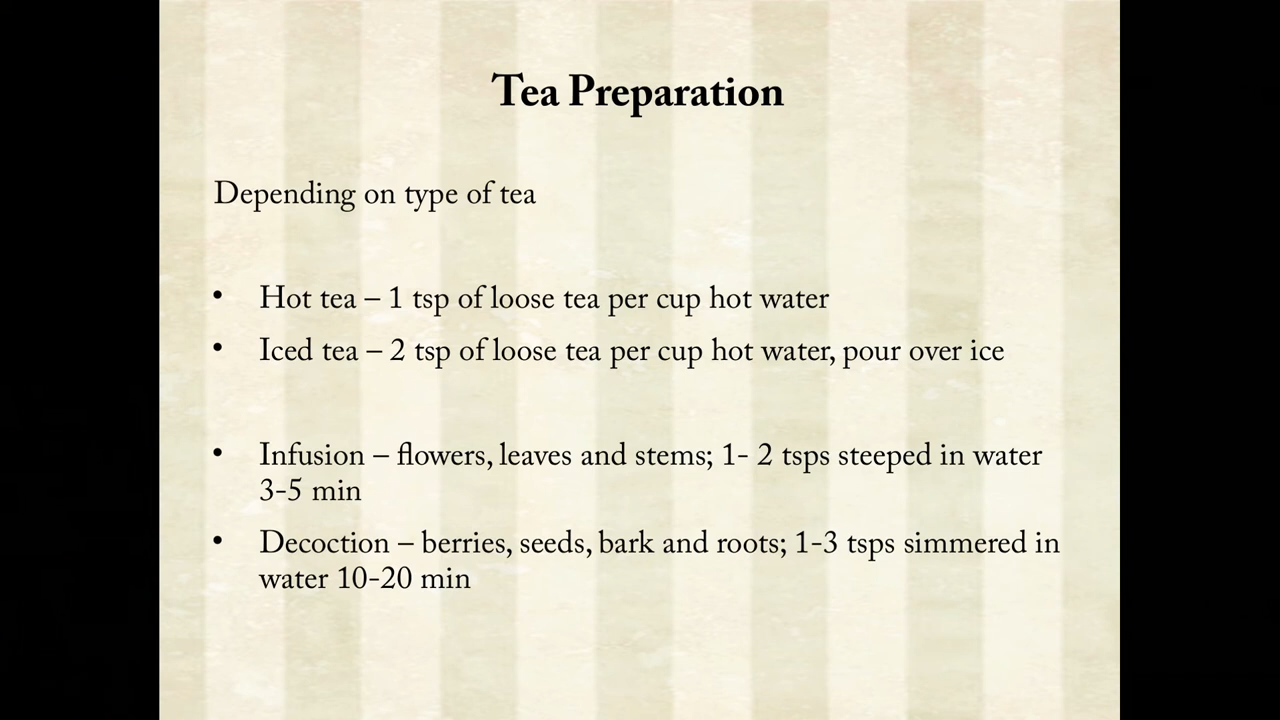 Tea Preparation
Depending on type of tea
• Hot tea – 1 tsp of loose tea per cup hot water
• Iced tea – 2 tsp of loose tea per cup hot water, pour over ice
• Infusion – flowers, leaves and stems; 1- 2 tsps steeped in water
3-5 min
• Decoction – berries, seeds, bark and roots; 1-3 tsps simmered in
water 10-20 min